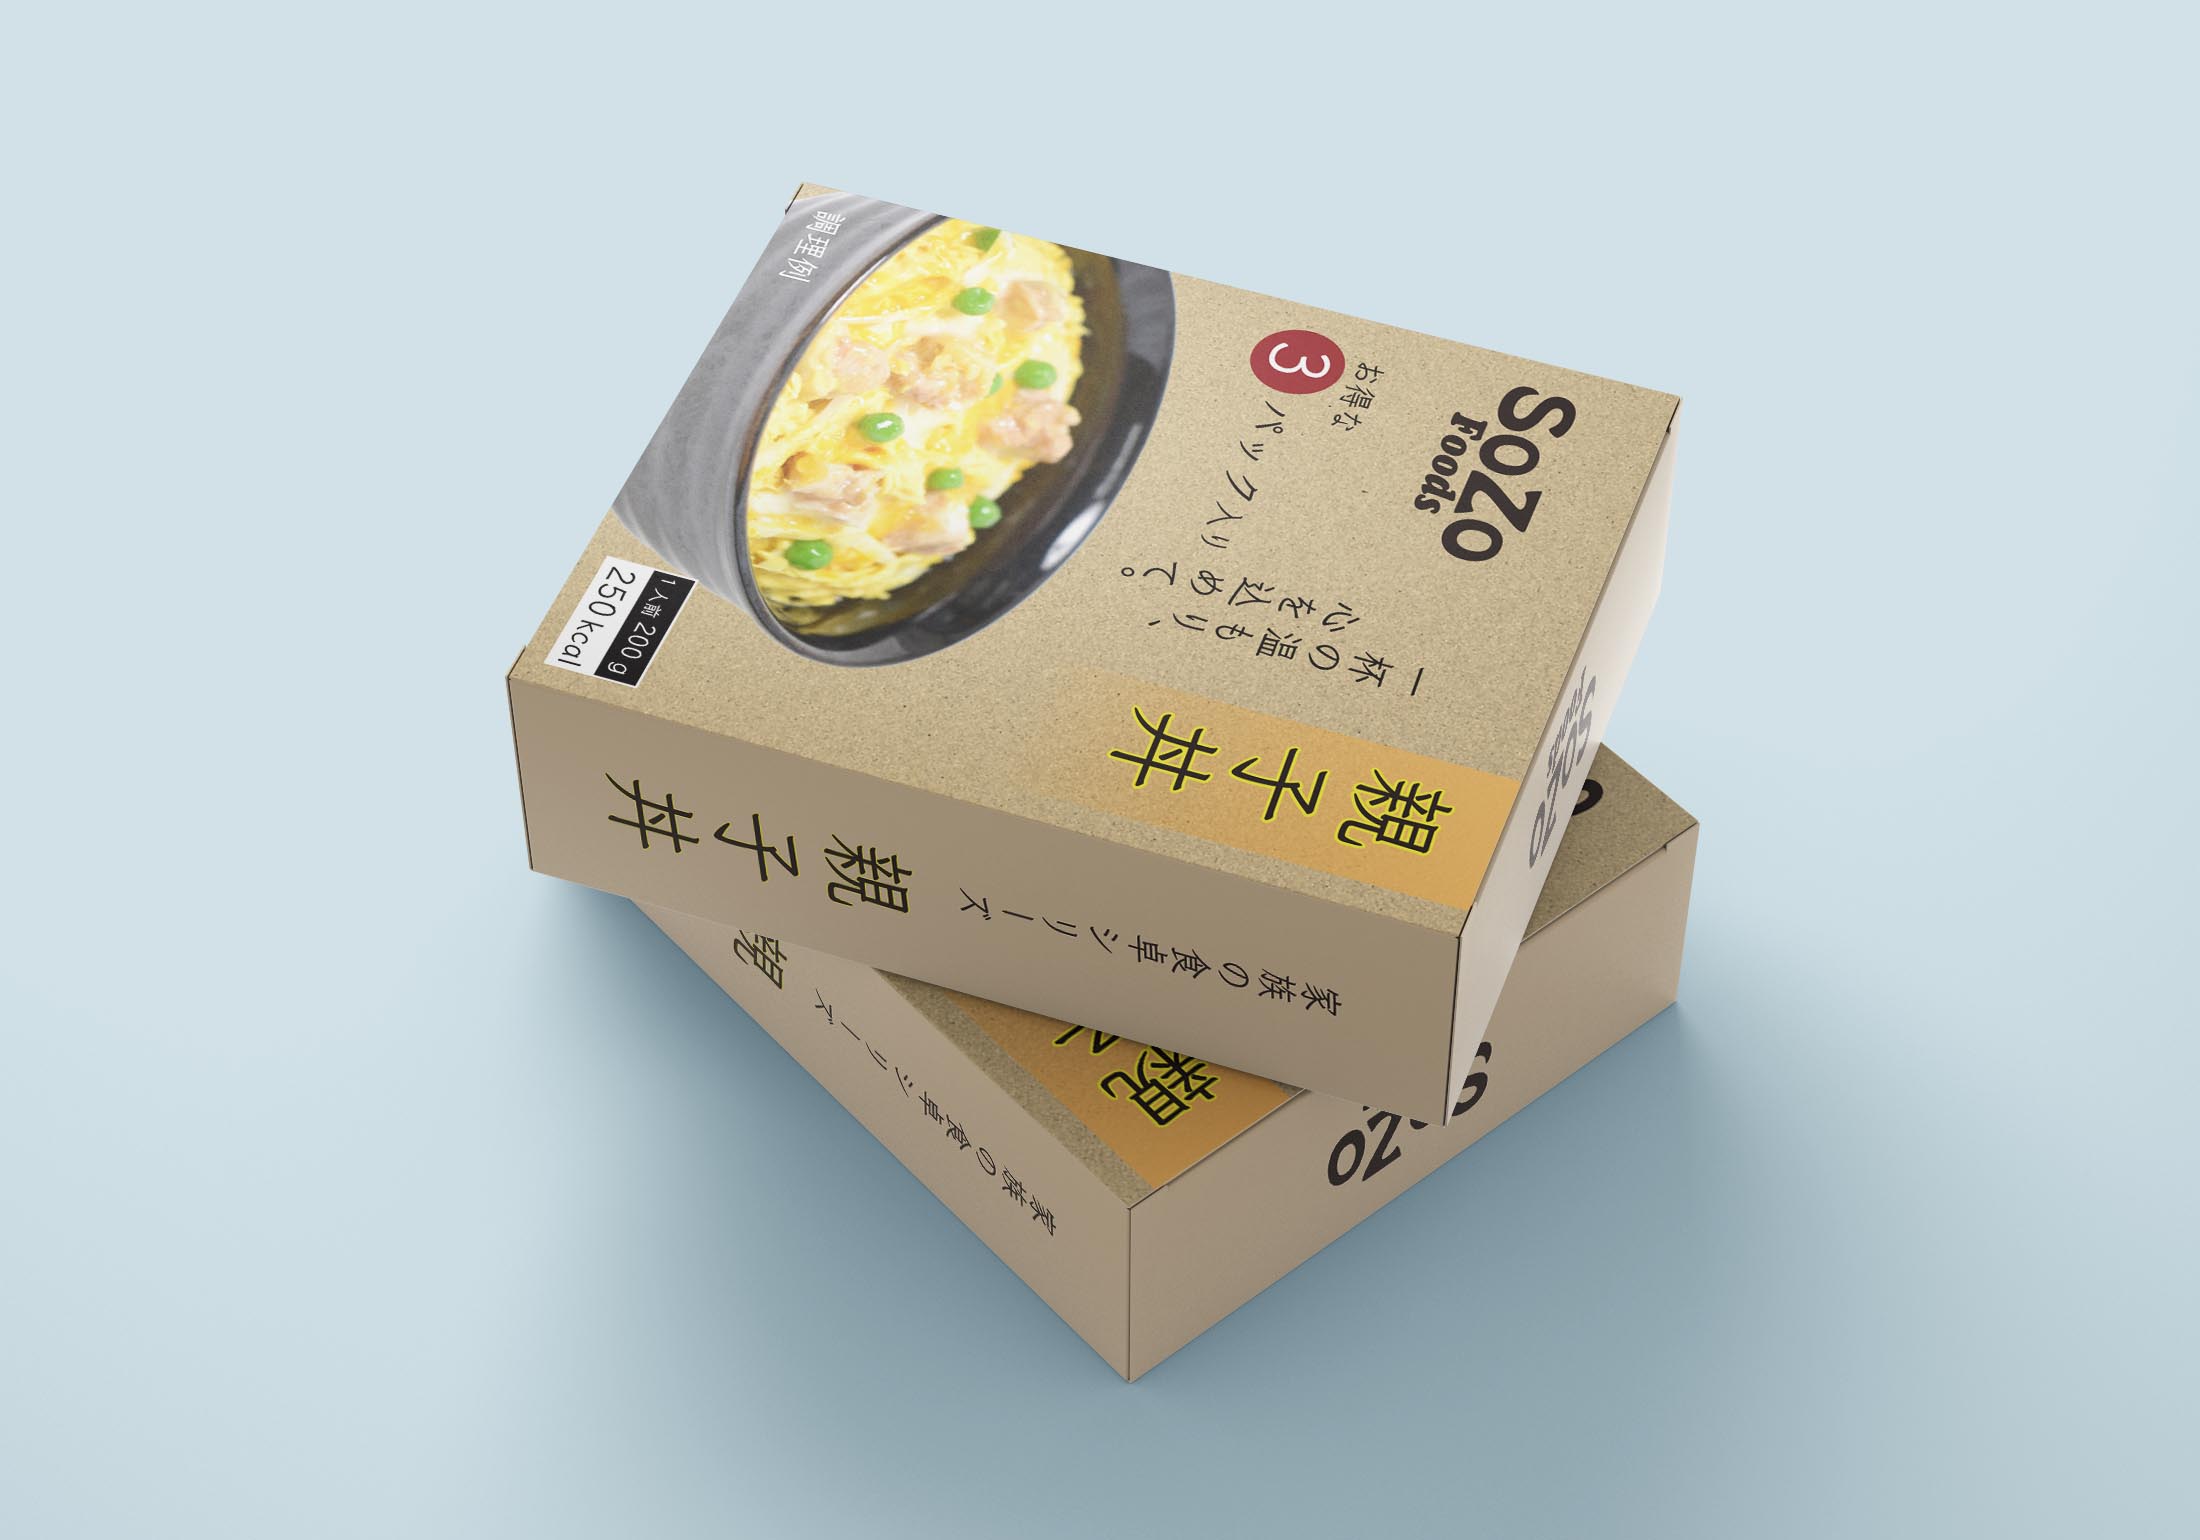 SOZO
Foods
お得な
3パック入り
一杯の温もり、
心を込めて。
親子丼
調理例
1人前 200g
250kcal
家族の食卓シリーズ 親子丼
SOZO
Foods
親
家族の食卓シリーズ 親
SOZO